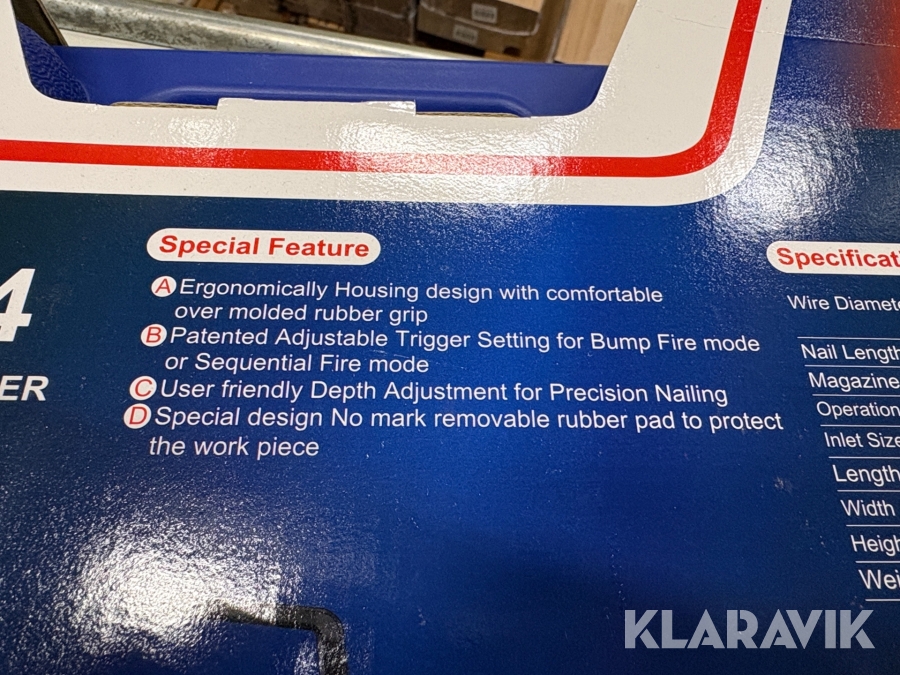 Special Feature
A Ergonomically Housing design with comfortable
over molded rubber grip
B Patented Adjustable Trigger Setting for Bump Fire mode
or Sequential Fire mode
C User friendly Depth Adjustment for Precision Nailing
D Special design No mark removable rubber pad to protect
the work piece
4
ER
Specificati
Wire Diamete
Nail Length
Magazine
Operation
Inlet Size
Length
Width
Heigh
Wei
KLARAVIK